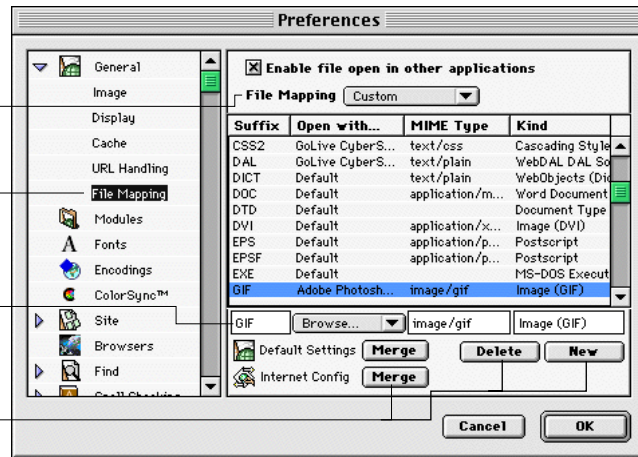 Preferences
General
Image
Display
Cache
URL Handling
File Mapping
Modules
Fonts
Encodings
ColorSync™
Site
Browsers
Find
Spell Checking
Enable file open in other applications
File Mapping Custom
Suffix Open with... MIME Type Kind
CSS2 GoLive CyberS... text/css Cascading Style
DAL GoLive CyberS... text/plain WebDAL DAL So
DICT Default text/plain WebObjects (Dic
DOC Default application/m... Word Document
DTD Default Document Type
DVI Default application/x... Image (DVI)
EPS Default application/p... Postscript
EPSF Default application/p... Postscript
EXE Default MS-DOS Execut
GIF Adobe Photosh... image/gif Image (GIF)
GIF Browse... image/gif Image (GIF)
Default Settings Merge Delete New
Internet Config Merge
Cancel OK